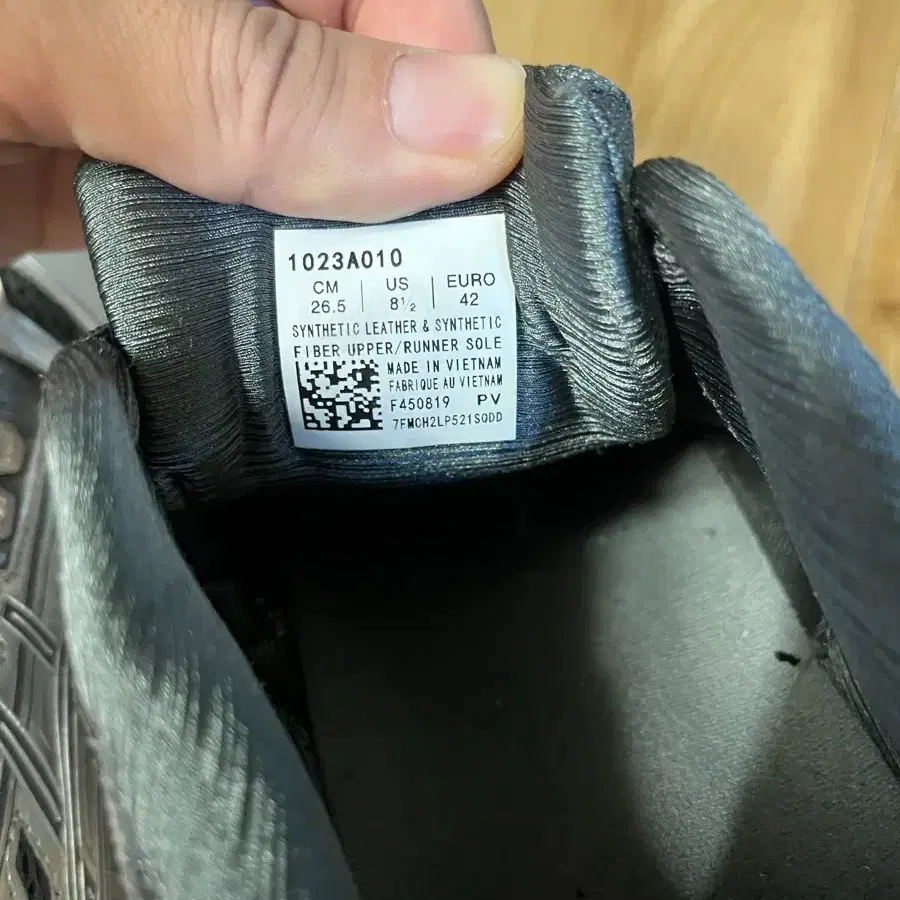 1023A010
CM | US | EURO
26.5 | 8½ | 42
SYNTHETIC LEATHER & SYNTHETIC
FIBER UPPER/RUNNER SOLE
MADE IN VIETNAM
FABRIQUE AU VIETNAM
F450819 PV
7FMCH2LP521SQDD